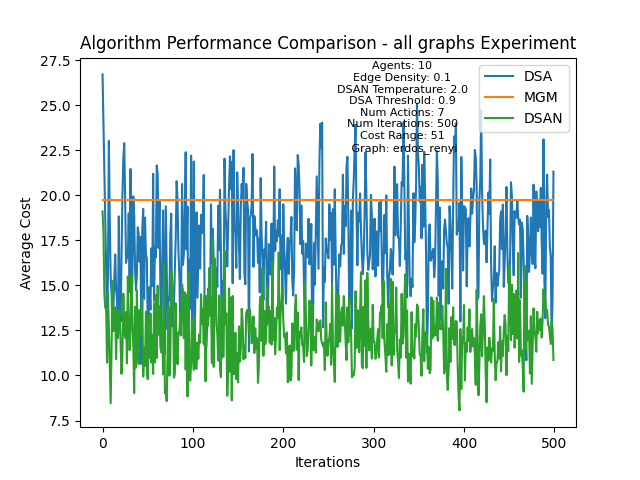 Algorithm Performance Comparison - all graphs Experiment
Agents: 10
Edge Density: 0.1
DSAN Temperature: 2.0
DSA Threshold: 0.9
Num Actions: 7
Num Iterations: 500
Cost Range: 51
Graph: erdos_renyi
DSA
MGM
DSAN
Average Cost
27.5
25.0
22.5
20.0
17.5
15.0
12.5
10.0
7.5
0
100
200
300
400
500
Iterations